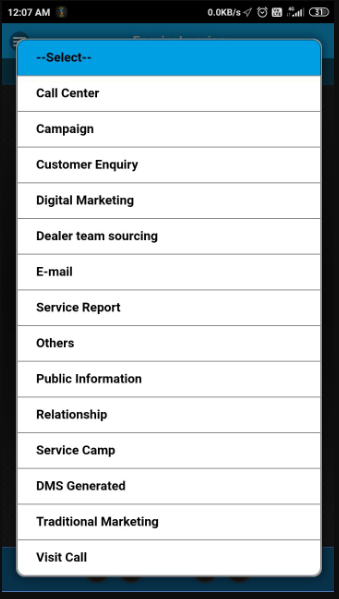 12:07 AM 0.0KB/s 4G 31
--Select--
Call Center
Campaign
Customer Enquiry
Digital Marketing
Dealer team sourcing
E-mail
Service Report
Others
Public Information
Relationship
Service Camp
DMS Generated
Traditional Marketing
Visit Call